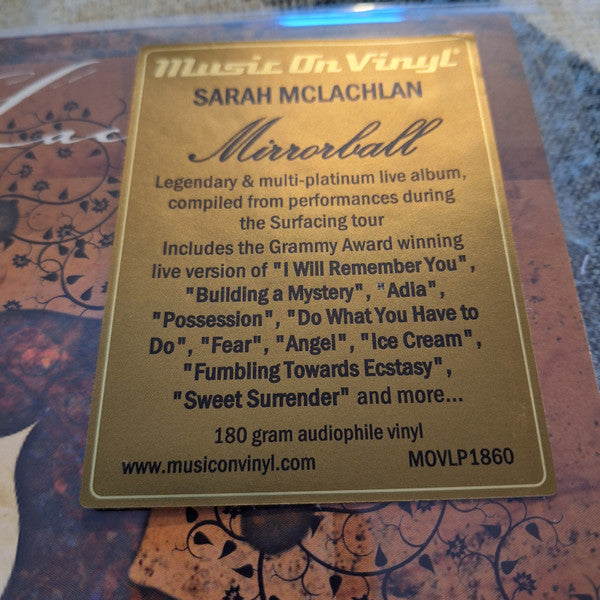 Music On Vinyl
SARAH MCLACHLAN
Mirrorball
Legendary & multi-platinum live album,
compiled from performances during
the Surfacing tour
Includes the Grammy Award winning
live version of "I Will Remember You",
"Building a Mystery", "Adia",
"Possession", "Do What You Have to
Do", "Fear", "Angel", "Ice Cream",
"Fumbling Towards Ecstasy",
"Sweet Surrender" and more...
180 gram audiophile vinyl
www.musiconvinyl.com MOVLP1860